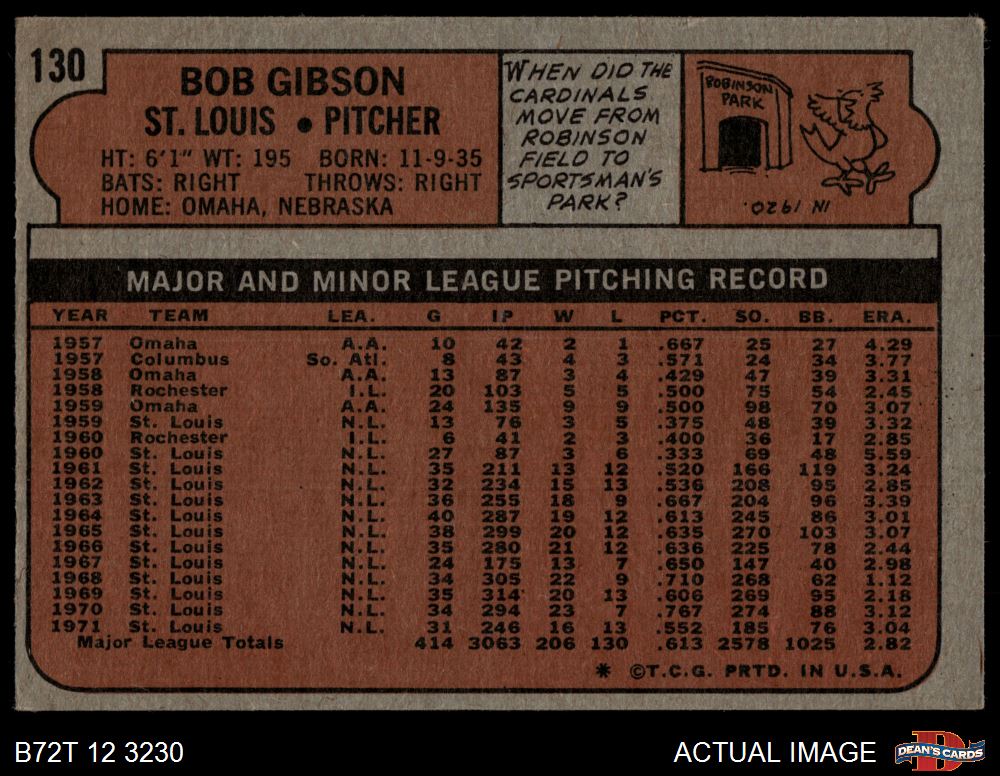 130
BOB GIBSON
ST. LOUIS • PITCHER
HT: 6'1" WT: 195 BORN: 11-9-35
BATS: RIGHT THROWS: RIGHT
HOME: OMAHA, NEBRASKA
WHEN DID THE
CARDINALS
MOVE FROM
ROBINSON
FIELD TO
SPORTSMAN'S
PARK?
ROBINSON
PARK
IN 1920.
MAJOR AND MINOR LEAGUE PITCHING RECORD
YEAR TEAM LEA. G IP W L PCT. SO. BB. ERA.
1957 Omaha A.A. 10 42 2 1 .667 25 27 4.29
1957 Columbus So. Atl. 8 43 4 3 .571 24 34 3.77
1958 Omaha A.A. 13 87 3 4 .429 47 39 3.31
1958 Rochester I.L. 20 103 5 5 .500 75 54 2.45
1959 Omaha A.A. 24 135 9 9 .500 98 70 3.07
1959 St. Louis N.L. 13 76 3 5 .375 48 39 3.32
1960 Rochester I.L. 6 41 2 3 .400 36 17 2.85
1960 St. Louis N.L. 27 87 3 6 .333 69 48 5.59
1961 St. Louis N.L. 35 211 13 12 .520 166 119 3.24
1962 St. Louis N.L. 32 234 15 13 .536 208 95 2.85
1963 St. Louis N.L. 36 255 18 9 .667 204 96 3.39
1964 St. Louis N.L. 40 287 19 12 .613 245 86 3.01
1965 St. Louis N.L. 38 299 20 12 .635 270 103 3.07
1966 St. Louis N.L. 35 280 21 12 .636 225 78 2.44
1967 St. Louis N.L. 24 175 13 7 .650 147 40 2.98
1968 St. Louis N.L. 34 305 22 9 .710 268 62 1.12
1969 St. Louis N.L. 35 314 20 13 .606 269 95 2.18
1970 St. Louis N.L. 34 294 23 7 .767 274 88 3.12
1971 St. Louis N.L. 31 246 16 13 .552 185 76 3.04
Major League Totals 414 3063 206 130 .613 2578 1025 2.82
* ©T.C.G. PRTD. IN U.S.A.
B72T 12 3230
ACTUAL IMAGE
D
DEAN'S CARDS